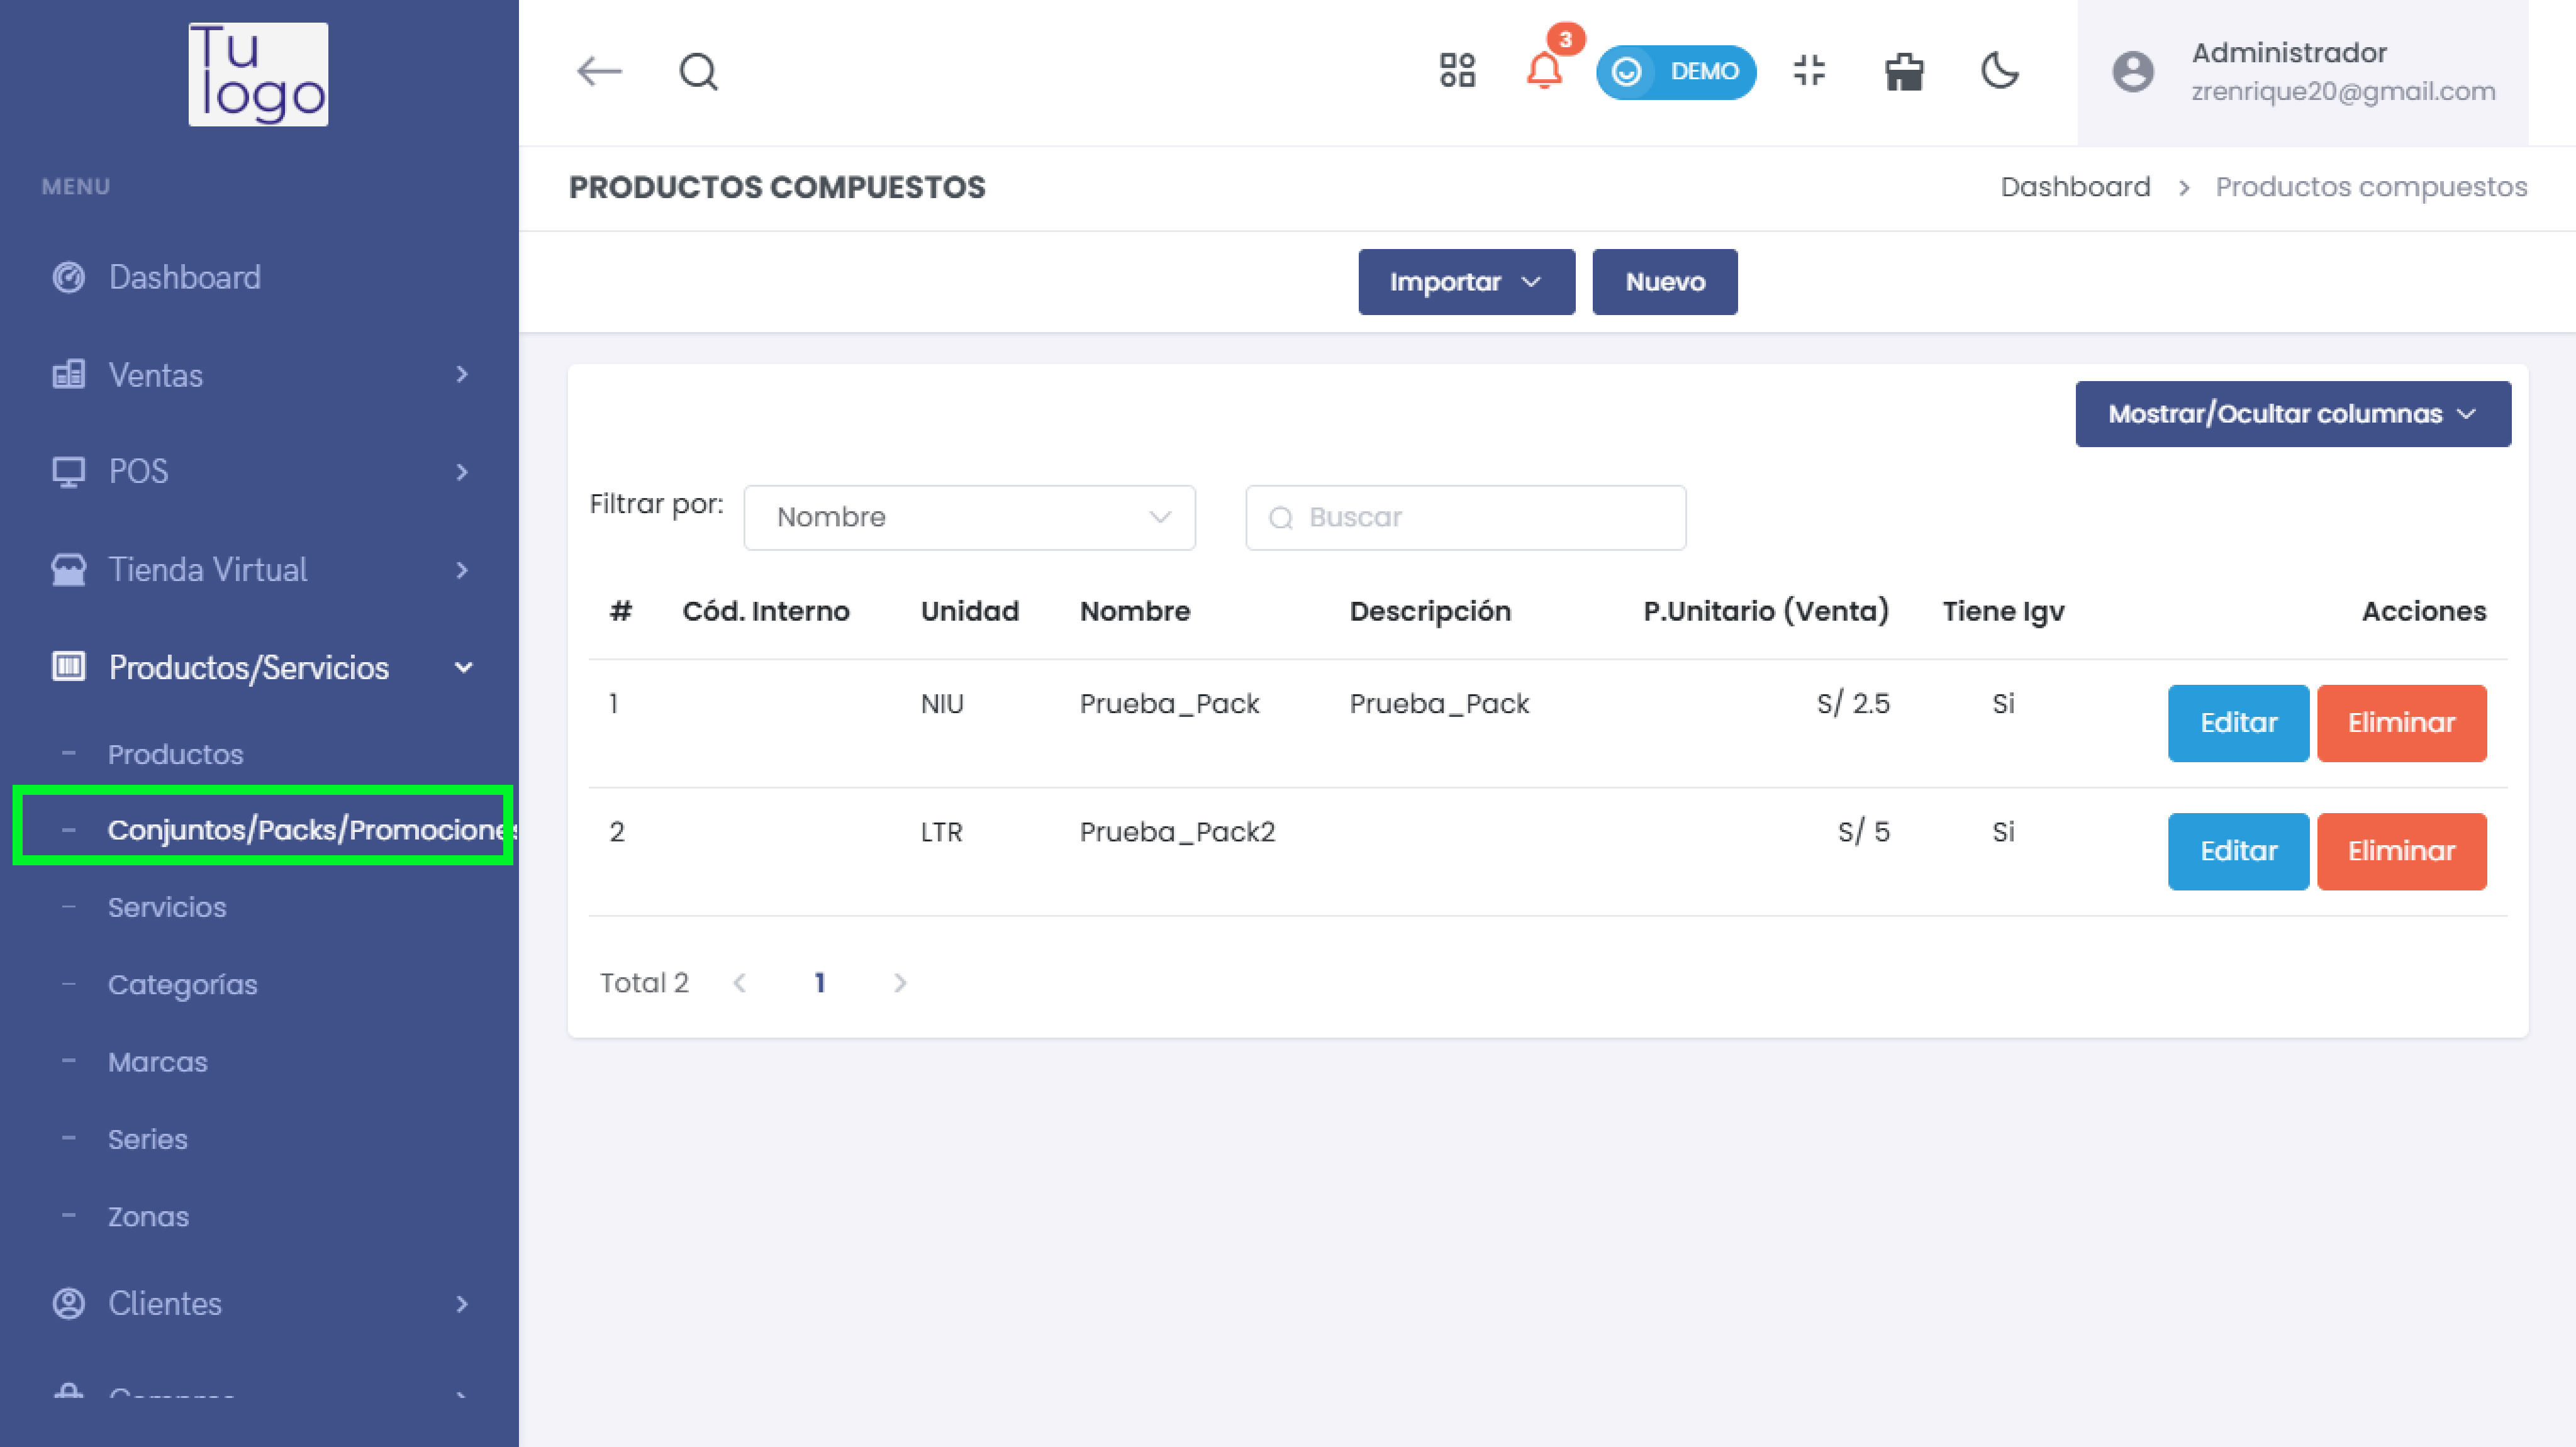 Tu
logo
MENU
Dashboard
Ventas
POS
Tienda Virtual
Productos/Servicios
Productos
Conjuntos/Packs/Promociones
Servicios
Categorías
Marcas
Series
Zonas
Clientes
3
DEMO
Administrador
zrenrique20@gmail.com
PRODUCTOS COMPUESTOS
Dashboard > Productos compuestos
Importar
Nuevo
Mostrar/Ocultar columnas
Filtrar por: Nombre Buscar
# Cód. Interno Unidad Nombre Descripción P.Unitario (Venta) Tiene Igv Acciones
1 NIU Prueba_Pack Prueba_Pack S/ 2.5 Si Editar Eliminar
2 LTR Prueba_Pack2 S/ 5 Si Editar Eliminar
Total 2 < 1 >